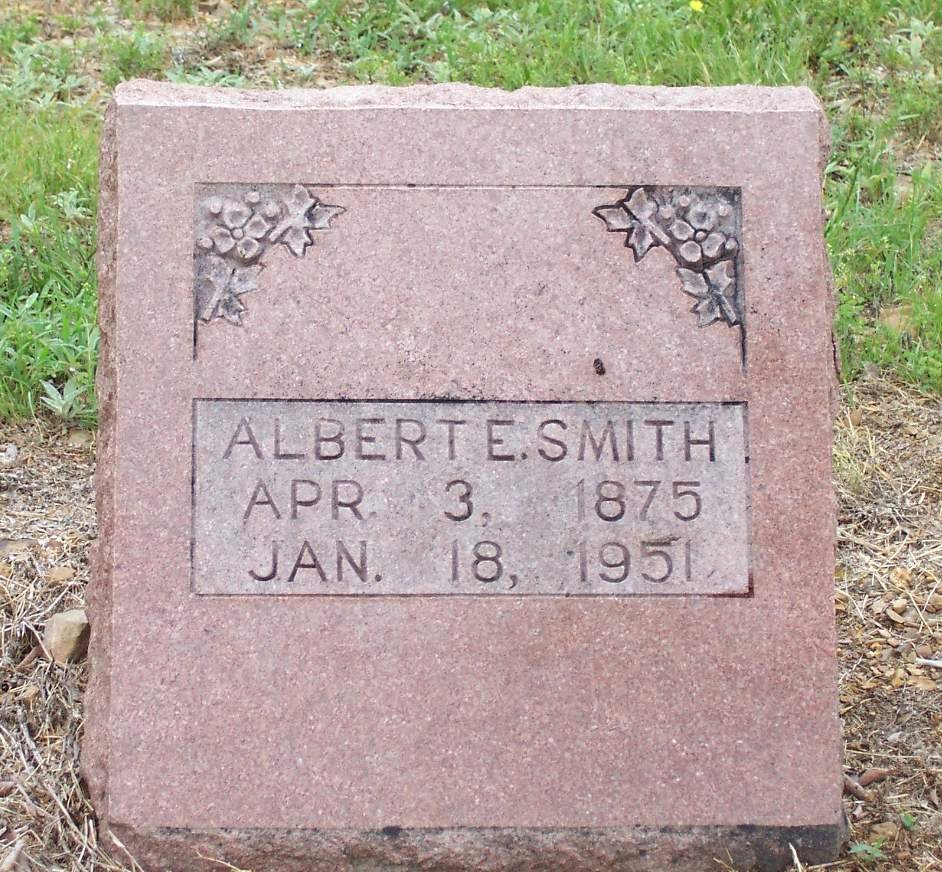 ALBERT E. SMITH
APR. 3, 1875
JAN. 18, 1951